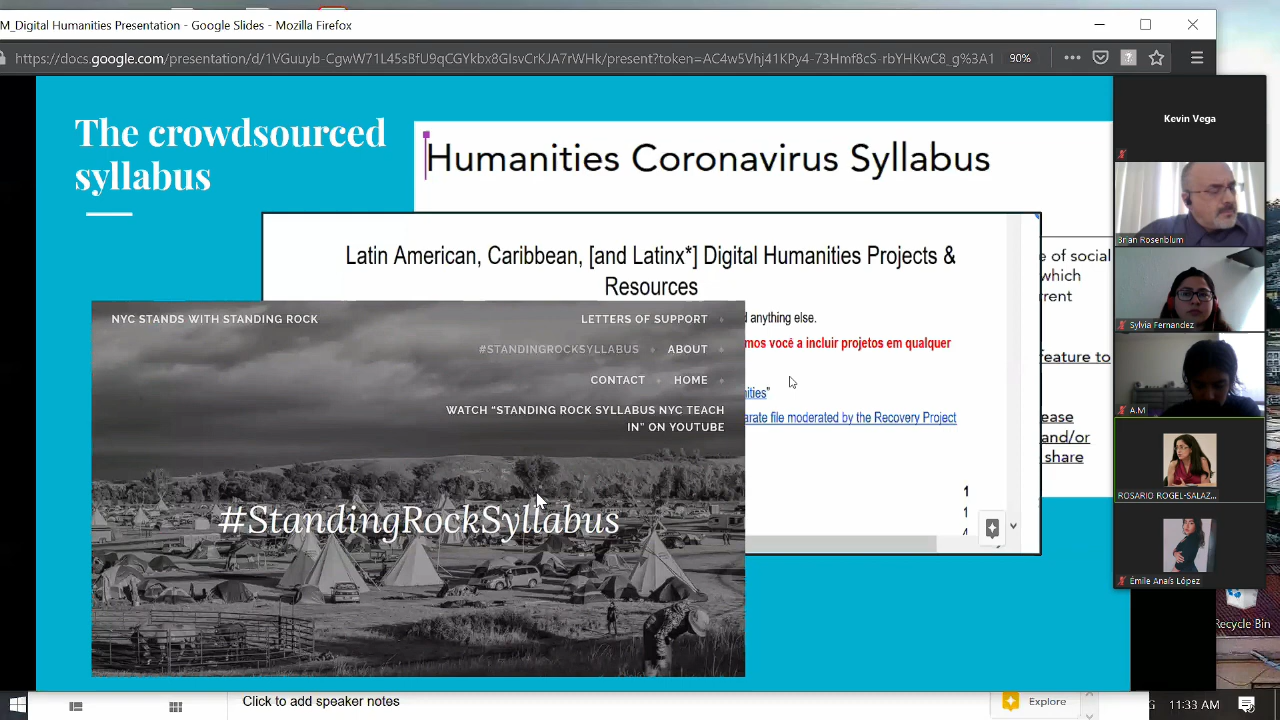 M_Digital Humanities Presentation - Google Slides - Mozilla Firefox
https://docs.google.com/presentation/d/1VGuuyb-CgwW71L45sBfU9qCGYkbx8GIsvCrKJA7rWHk/present?token=AC4w5Vhj41KPy4-73Hmf8cS-rbYHKwC8_g%3A1
90%
The crowdsourced
syllabus
Humanities Coronavirus Syllabus
Latin American, Caribbean, [and Latinx*] Digital Humanities Projects &
Resources
anything else.
mos você a incluir projetos em qualquer
ities"
arate file moderated by the Recovery Project
1
1
4
e of social
which
rrent
feature to
ease
and/or
share
NYC STANDS WITH STANDING ROCK
LETTERS OF SUPPORT
#STANDINGROCKSYLLABUS
ABOUT
CONTACT
HOME
WATCH “STANDING ROCK SYLLABUS NYC TEACH
IN” ON YOUTUBE
#StandingRockSyllabus
Kevin Vega
Brian Rosenblum
Sylvia Fernandez
A.M
ROSARIO ROGEL-SALAZ...
Émile Anaís López
Recycle Bin
Click to add speaker notes
Explore
G
11:33 AM